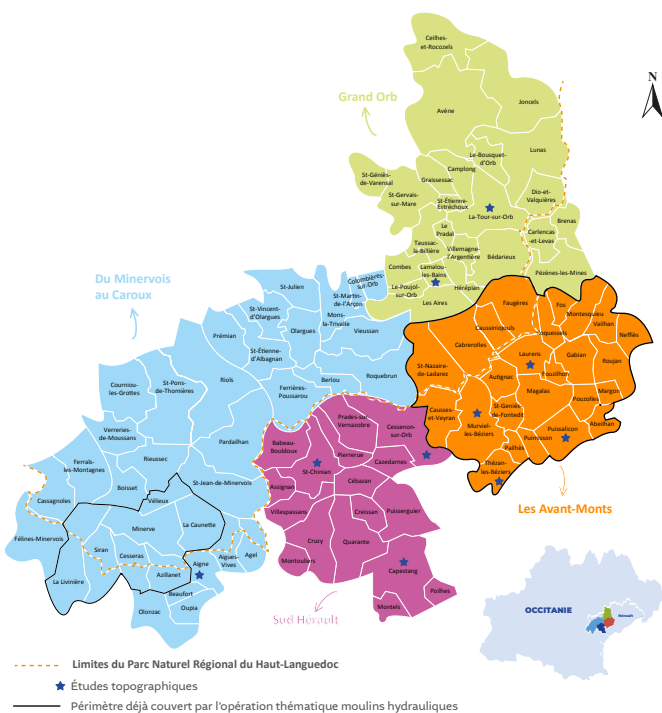 Ceilhes-
et-Rocozels
N
Grand Orb
Avène
Joncels
Lunas
Le-Bousquet-
d'Orb
Camplong
St-Géniès-
de-Varensal
Graissessac
St-Gervais-
sur-Mare
St-Étienne-
Estréchoux
La-Tour-sur-Orb
Dio-et-
Valquières
Brenas
Le
Pradal
Carlencas
-et-Levas
Taussac-
la-Billière
Villemagne-
l'Argentière
Bédarieux
Combes
Lamalou-
les-Bains
Pézènes-les-Mines
Le-Poujol-
sur-Orb
Hérépian
Les Aires
Du Minervois
au Caroux
St-Julien
Colombières-
sur-Orb
St-Martin-
de-l'Arçon
St-Vincent-
d'Olargues
Mons-
la-Trivalle
Olargues
Vieussan
Prémian
St-Étienne-
d'Albagnan
Faugères
Fos
Montesquieu
Vailhan
Neffiès
Caussiniojouls
Roquessels
Cabrerolles
Laurens
Gabian
Roujan
St-Nazaire-
de-Ladarez
Autignac
Fouzilhon
Magalas
Margon
Pouzolles
Courniou-
les-Grottes
St-Pons-
de-Thomières
Riols
Berlou
Roquebrun
Ferrières-
Poussarou
Causses-
et-Veyran
St-Geniès-
de-Fontedit
Murviel-
les-Béziers
Puissalicon
Abeilhan
Puimisson
Pailhès
Thézan-
les-Béziers
Verreries-
de-Moussans
Pardailhan
Prades-sur-
Vernazobre
Cessenon-
sur-Orb
Babeau-
Bouldoux
Pierrerue
Cazedarnes
St-Chinian
Rieussec
Ferrals-
les-Montagnes
Boisset
St-Jean-de-Minervois
Assignan
Cébazan
Cassagnoles
Vélieux
Villespassans
Creissan
Puisserguier
Les Avant-Monts
La Caunette
Minerve
Félines-Minervois
Siran
Cesseras
Aigne
Aigues-
Vives
Agel
Cruzy
Quarante
Montouliers
Capestang
La Livinière
Azillanet
Beaufort
Oupia
Olonzac
Poilhes
Montels
Sud Hérault
OCCITANIE
Hérault
Limites du Parc Naturel Régional du Haut-Languedoc
Études topographiques
Périmètre déjà couvert par l'opération thématique moulins hydrauliques